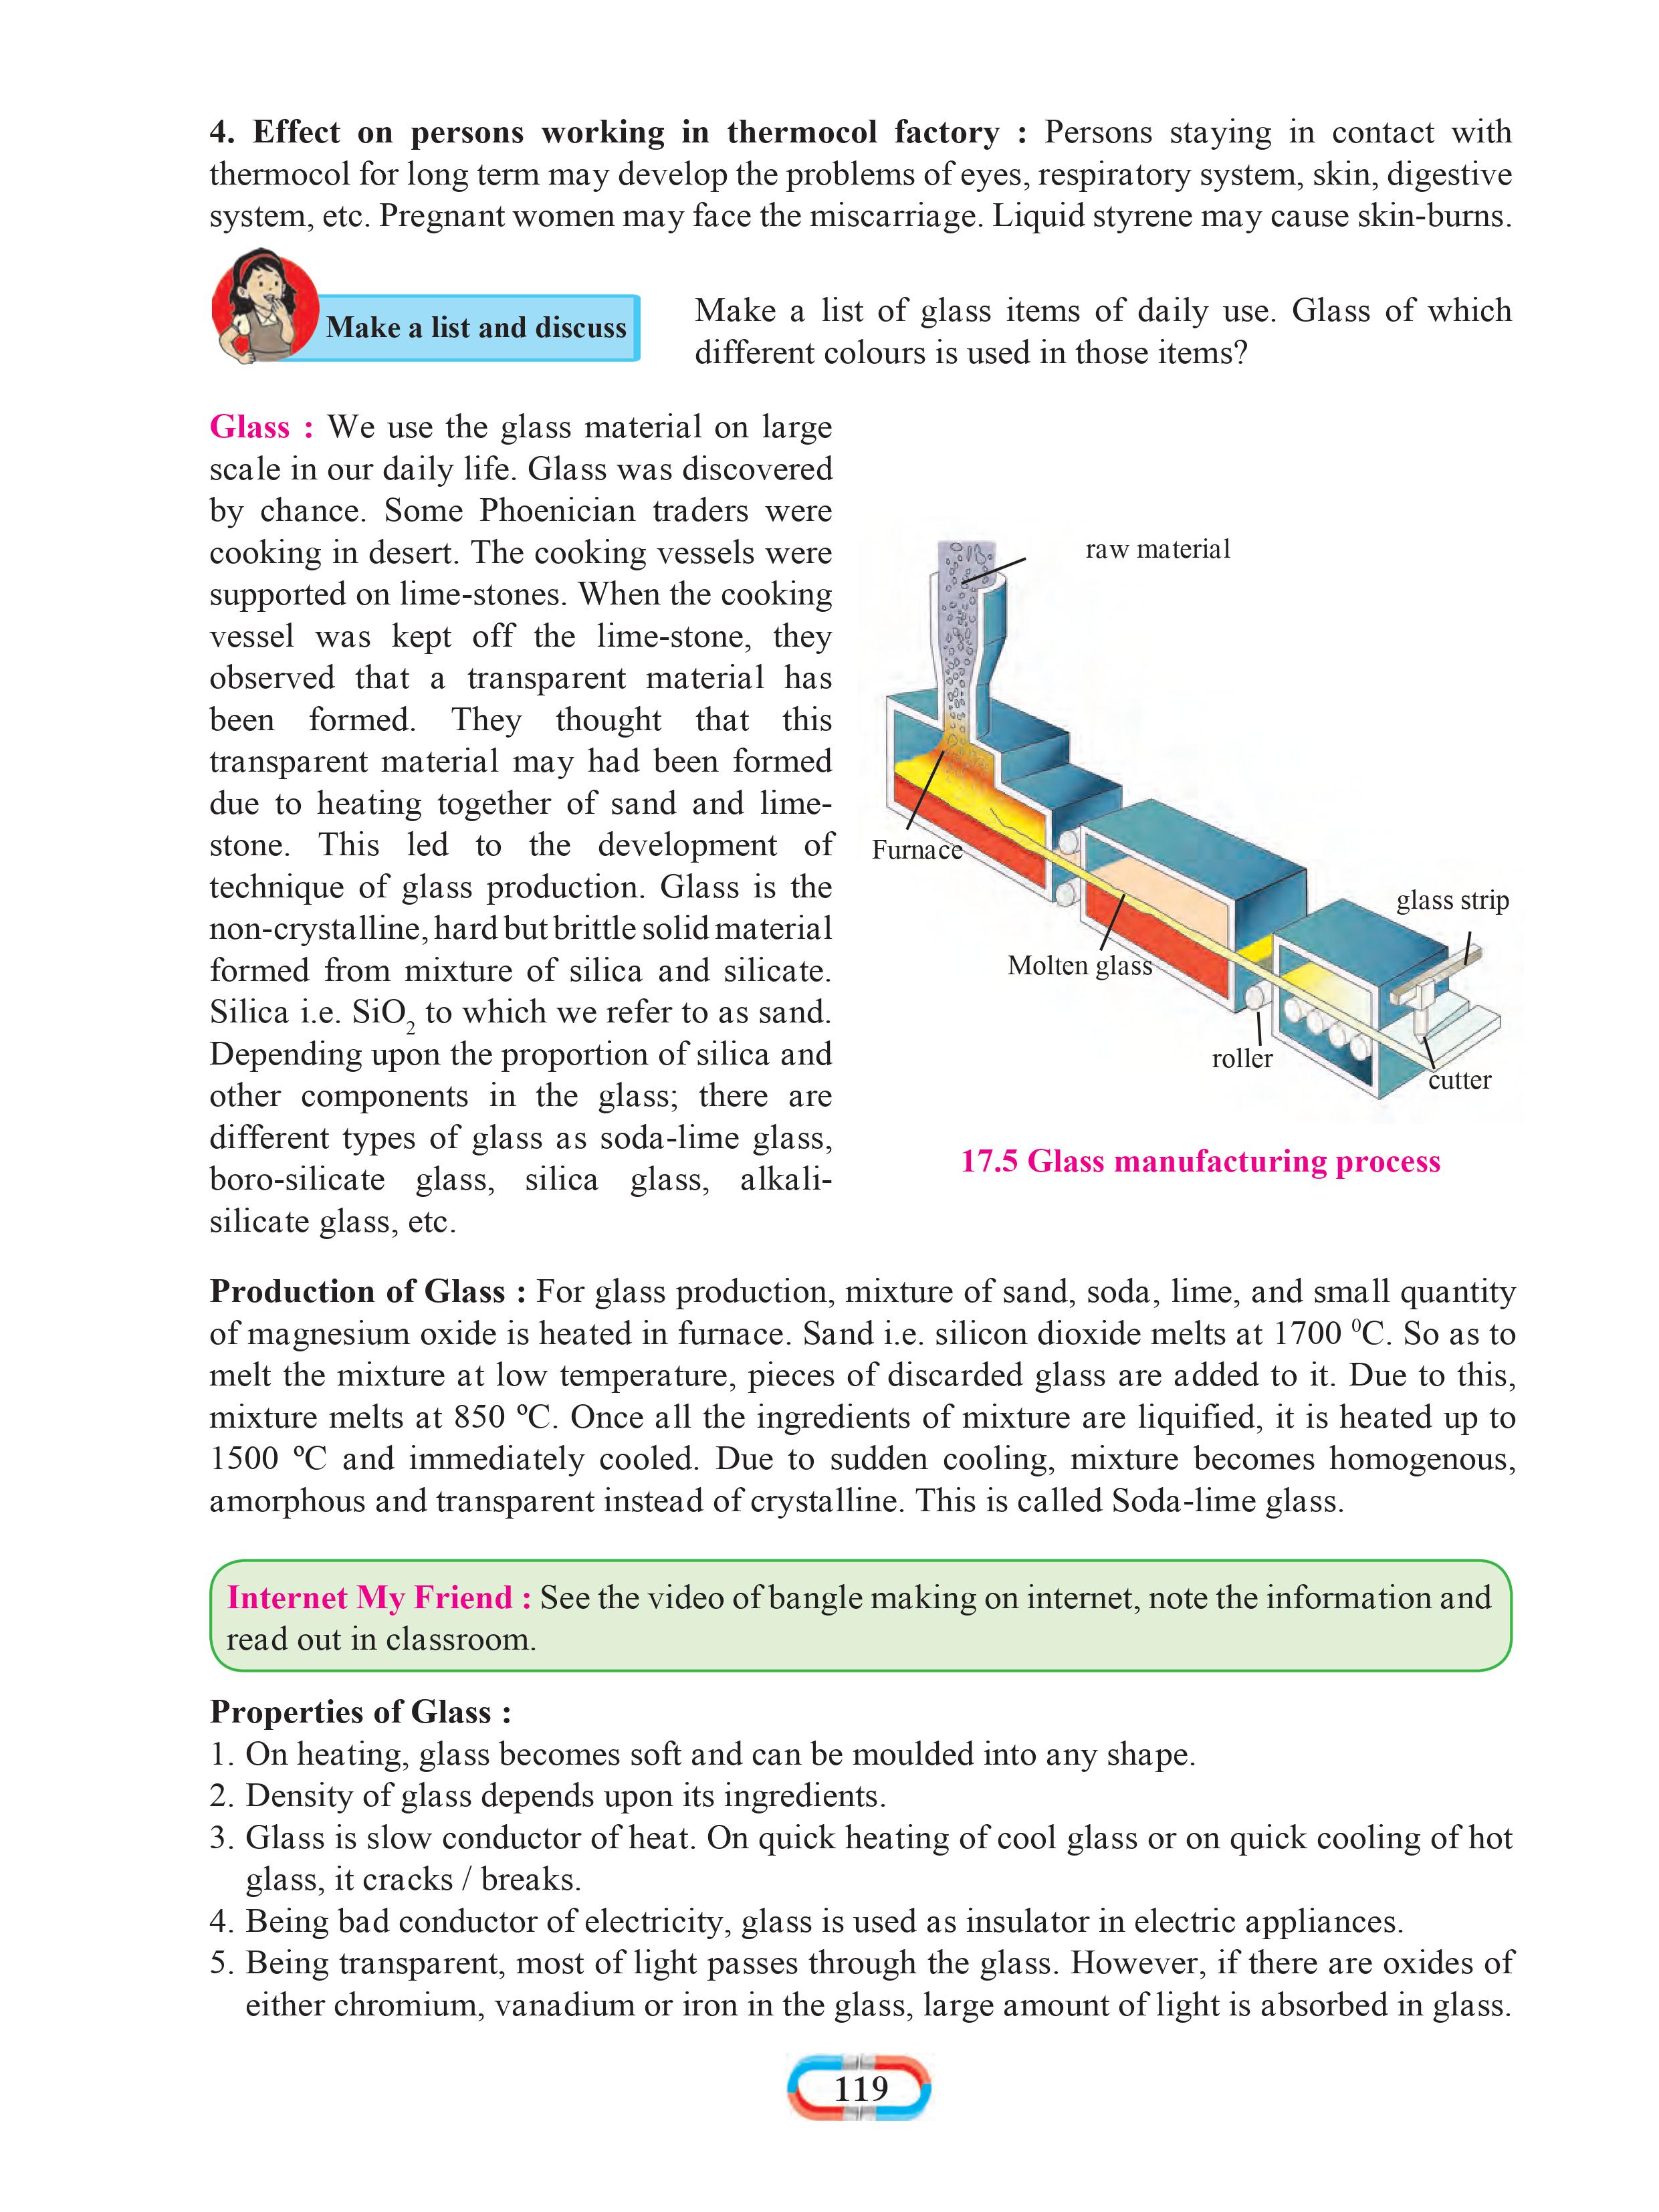 4. Effect on persons working in thermocol factory : Persons staying in contact with
thermocol for long term may develop the problems of eyes, respiratory system, skin, digestive
system, etc. Pregnant women may face the miscarriage. Liquid styrene may cause skin-burns.
Make a list and discuss
Make a list of glass items of daily use. Glass of which
different colours is used in those items?
Glass : We use the glass material on large
scale in our daily life. Glass was discovered
by chance. Some Phoenician traders were
cooking in desert. The cooking vessels were
supported on lime-stones. When the cooking
vessel was kept off the lime-stone, they
observed that a transparent material has
been formed. They thought that this
transparent material may had been formed
due to heating together of sand and lime-
stone. This led to the development of
technique of glass production. Glass is the
non-crystalline, hard but brittle solid material
formed from mixture of silica and silicate.
Silica i.e. SiO₂ to which we refer to as sand.
Depending upon the proportion of silica and
other components in the glass; there are
different types of glass as soda-lime glass,
boro-silicate glass, silica glass, alkali-
silicate glass, etc.
raw material
Furnace
glass strip
Molten glass
roller
cutter
17.5 Glass manufacturing process
Production of Glass : For glass production, mixture of sand, soda, lime, and small quantity
of magnesium oxide is heated in furnace. Sand i.e. silicon dioxide melts at 1700 ⁰C. So as to
melt the mixture at low temperature, pieces of discarded glass are added to it. Due to this,
mixture melts at 850 ºC. Once all the ingredients of mixture are liquified, it is heated up to
1500 ºC and immediately cooled. Due to sudden cooling, mixture becomes homogenous,
amorphous and transparent instead of crystalline. This is called Soda-lime glass.
Internet My Friend : See the video of bangle making on internet, note the information and
read out in classroom.
Properties of Glass :
1. On heating, glass becomes soft and can be moulded into any shape.
2. Density of glass depends upon its ingredients.
3. Glass is slow conductor of heat. On quick heating of cool glass or on quick cooling of hot
glass, it cracks / breaks.
4. Being bad conductor of electricity, glass is used as insulator in electric appliances.
5. Being transparent, most of light passes through the glass. However, if there are oxides of
either chromium, vanadium or iron in the glass, large amount of light is absorbed in glass.
119